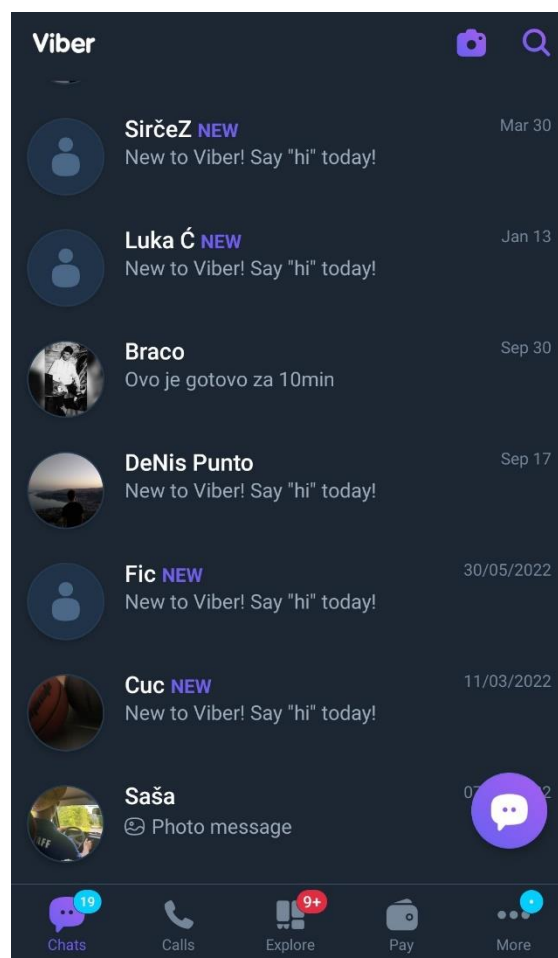 Viber
SirčeZ NEW
Mar 30
New to Viber! Say "hi" today!
Luka Ć NEW
Jan 13
New to Viber! Say "hi" today!
Braco
Sep 30
Ovo je gotovo za 10min
DeNis Punto
Sep 17
New to Viber! Say "hi" today!
Fic NEW
30/05/2022
New to Viber! Say "hi" today!
Cuc NEW
11/03/2022
New to Viber! Say "hi" today!
Saša
Photo message
19
9+
Chats
Calls
Explore
Pay
More